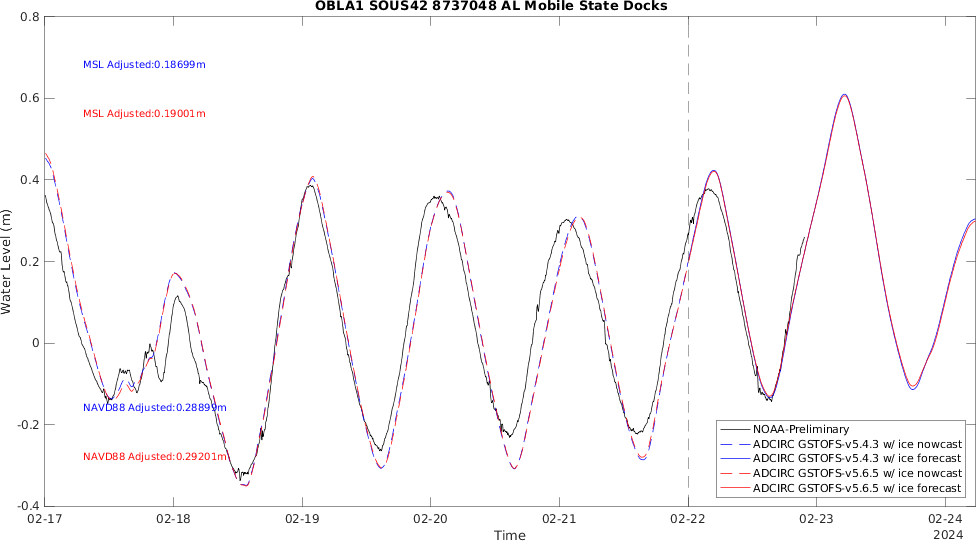 OBLA1 SOUS42 8737048 AL Mobile State Docks
0.8
0.6
0.4
0.2
0
-0.2
-0.4
Water Level (m)
MSL Adjusted:0.18699m
MSL Adjusted:0.19001m
NAVD88 Adjusted:0.28899m
NAVD88 Adjusted:0.29201m
NOAA-Preliminary
ADCIRC GSTOFS-v5.4.3 w/ ice nowcast
ADCIRC GSTOFS-v5.4.3 w/ ice forecast
ADCIRC GSTOFS-v5.6.5 w/ ice nowcast
ADCIRC GSTOFS-v5.6.5 w/ ice forecast
02-17 02-18 02-19 02-20 02-21 02-22 02-23 02-24
Time
2024